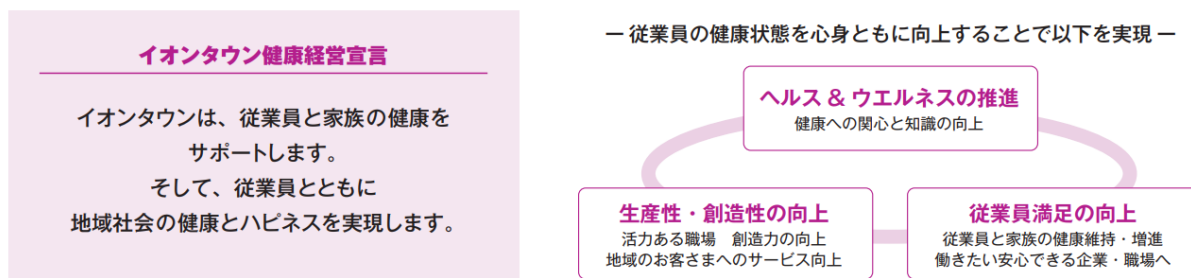 イオンタウン健康経営宣言
イオンタウンは、従業員と家族の健康を
サポートします。
そして、従業員とともに
地域社会の健康とハピネスを実現します。
ー 従業員の健康状態を心身ともに向上することで以下を実現 ー
ヘルス & ウエルネスの推進
健康への関心と知識の向上
生産性・創造性の向上
活力ある職場　創造力の向上
地域のお客さまへのサービス向上
従業員満足の向上
従業員と家族の健康維持・増進
働きたい安心できる企業・職場へ